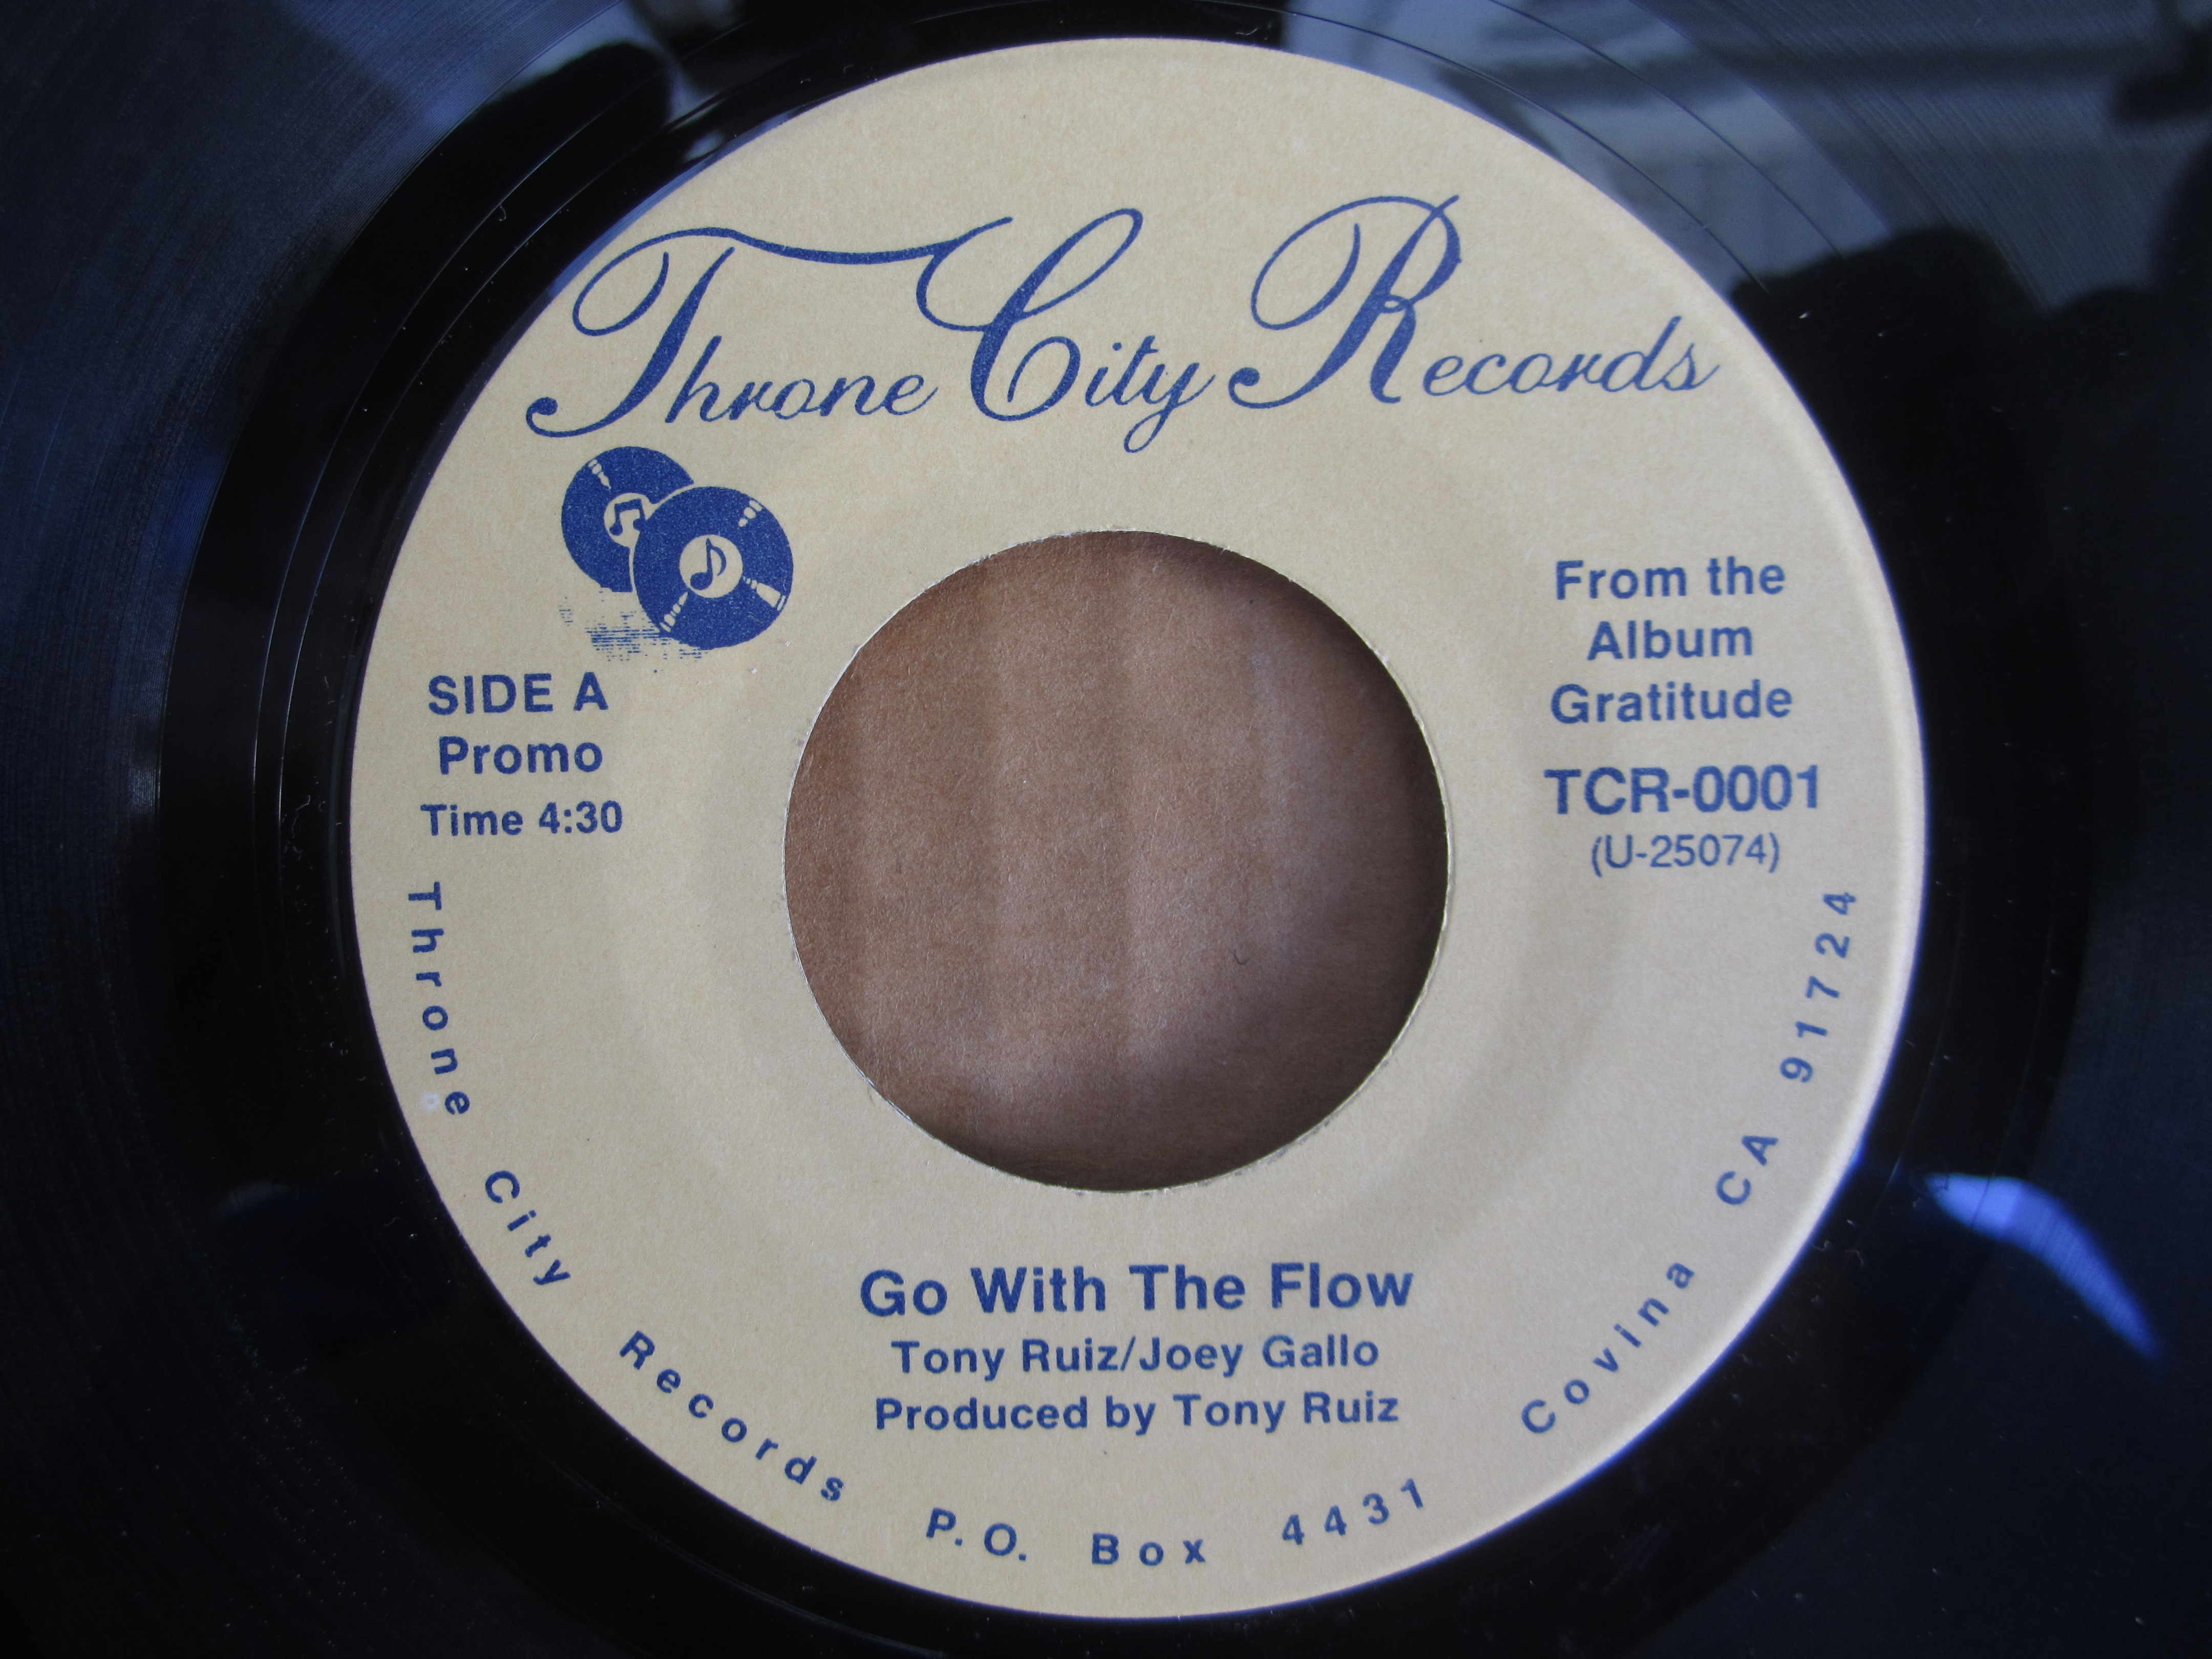 Throne City Records
SIDE A
Promo
Time 4:30
From the
Album
Gratitude
TCR-0001
(U-25074)
Go With The Flow
Tony Ruiz/Joey Gallo
Produced by Tony Ruiz
Throne City Records P.O. Box 4431 Covina CA 91724